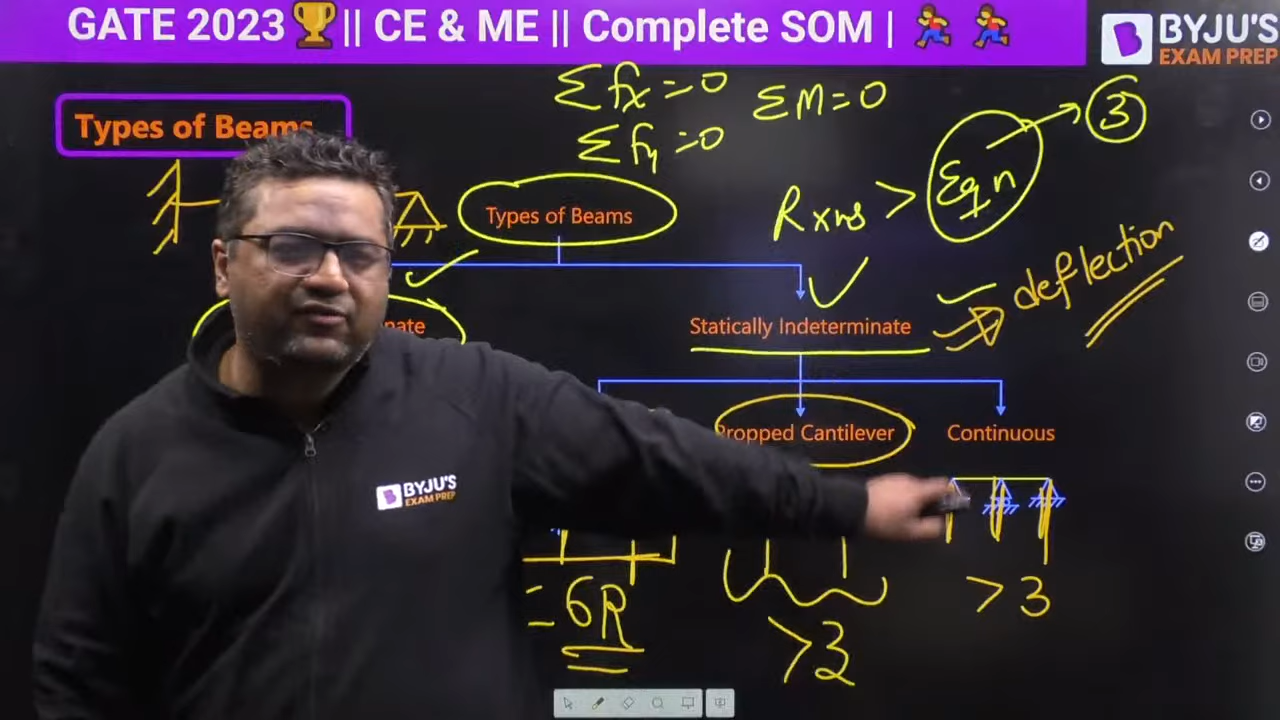 GATE 2023🏆|| CE & ME || Complete SOM | 🏃 🏃
BYJU'S
EXAM PREP
Types of Beams
Σfx=0
ΣM=0
Σfy=0
Rxns > Eqn
3
Types of Beams
deflection
nate
Statically Indeterminate
Propped Cantilever
Continuous
BYJU'S
EXAM PREP
= 6R
>3
>3